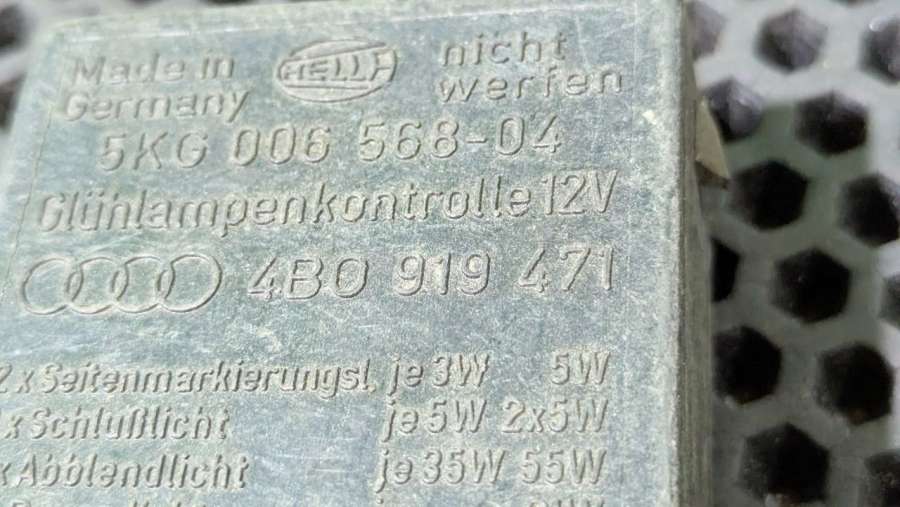 Made in Germany
HELLA
nicht werfen
5KG 006 568-04
Glühlampenkontrolle 12V
4B0 919 471
2 x Seitenmarkierungsl. je 3W 5W
x Schlußlicht je 5W 2x5W
x Abblendlicht je 35W 55W